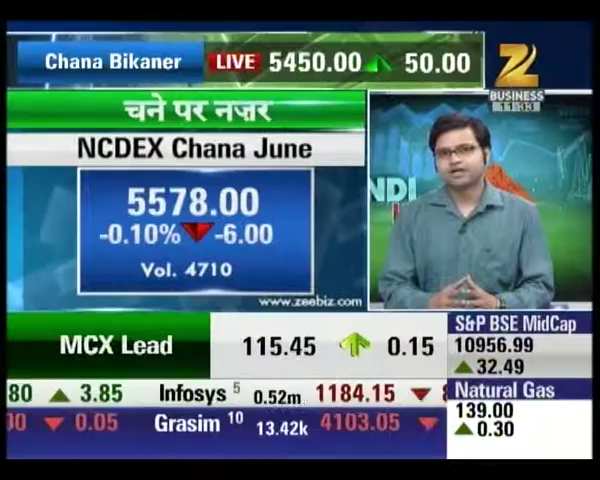 Chana Bikaner LIVE 5450.00 50.00
Z
BUSINESS
11:33
चने पर नज़र
NCDEX Chana June
5578.00
-0.10% -6.00
Vol. 4710
www.zeebiz.com
NDI
MCX Lead 115.45 0.15
S&P BSE MidCap
10956.99
32.49
80 3.85 Infosys 5 0.52m 1184.15 8
Natural Gas
139.00
0.30
00 0.05 Grasim 10 13.42k 4103.05